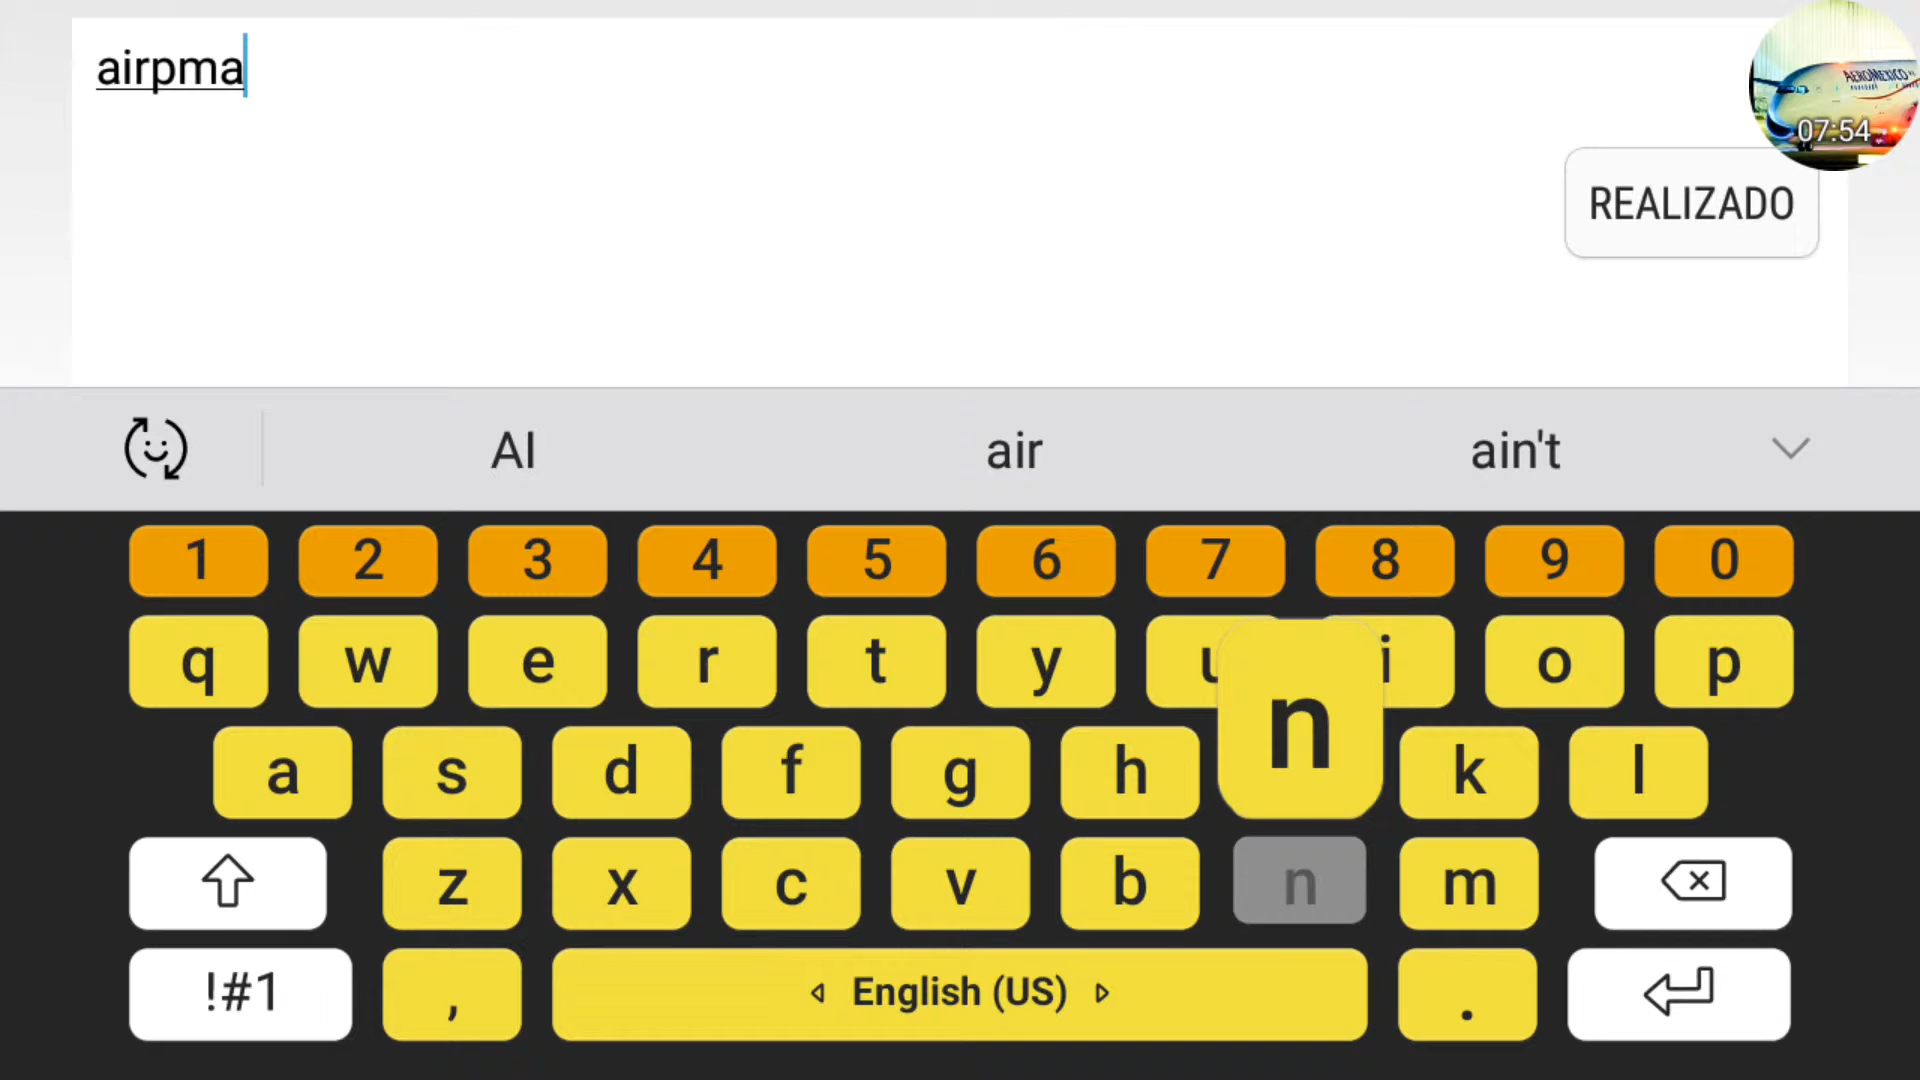 airpma
AEROMEXICO
07:54
REALIZADO
AI air ain't
1 2 3 4 5 6 7 8 9 0
q w e r t y u i o p
a s d f g h n k l
z x c v b n m
!#1 , English (US) .